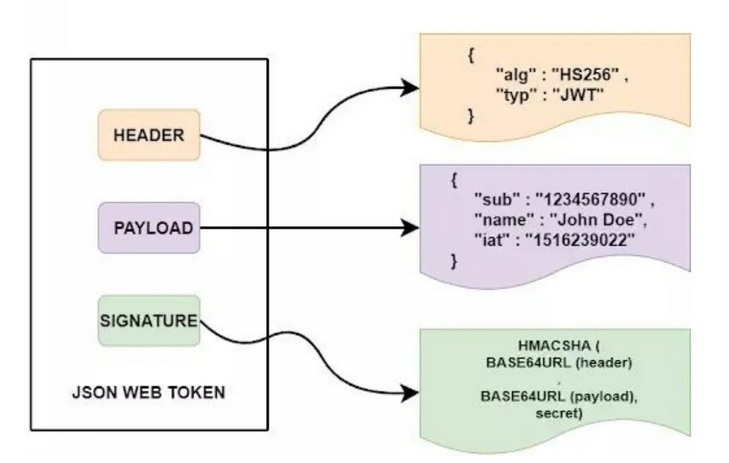 HEADER
PAYLOAD
SIGNATURE
JSON WEB TOKEN
{
"alg" : "HS256" ,
"typ" : "JWT"
}
{
"sub" : "1234567890" ,
"name" : "John Doe",
"iat" : "1516239022"
}
HMACSHA (
BASE64URL (header)
.
BASE64URL (payload),
secret)